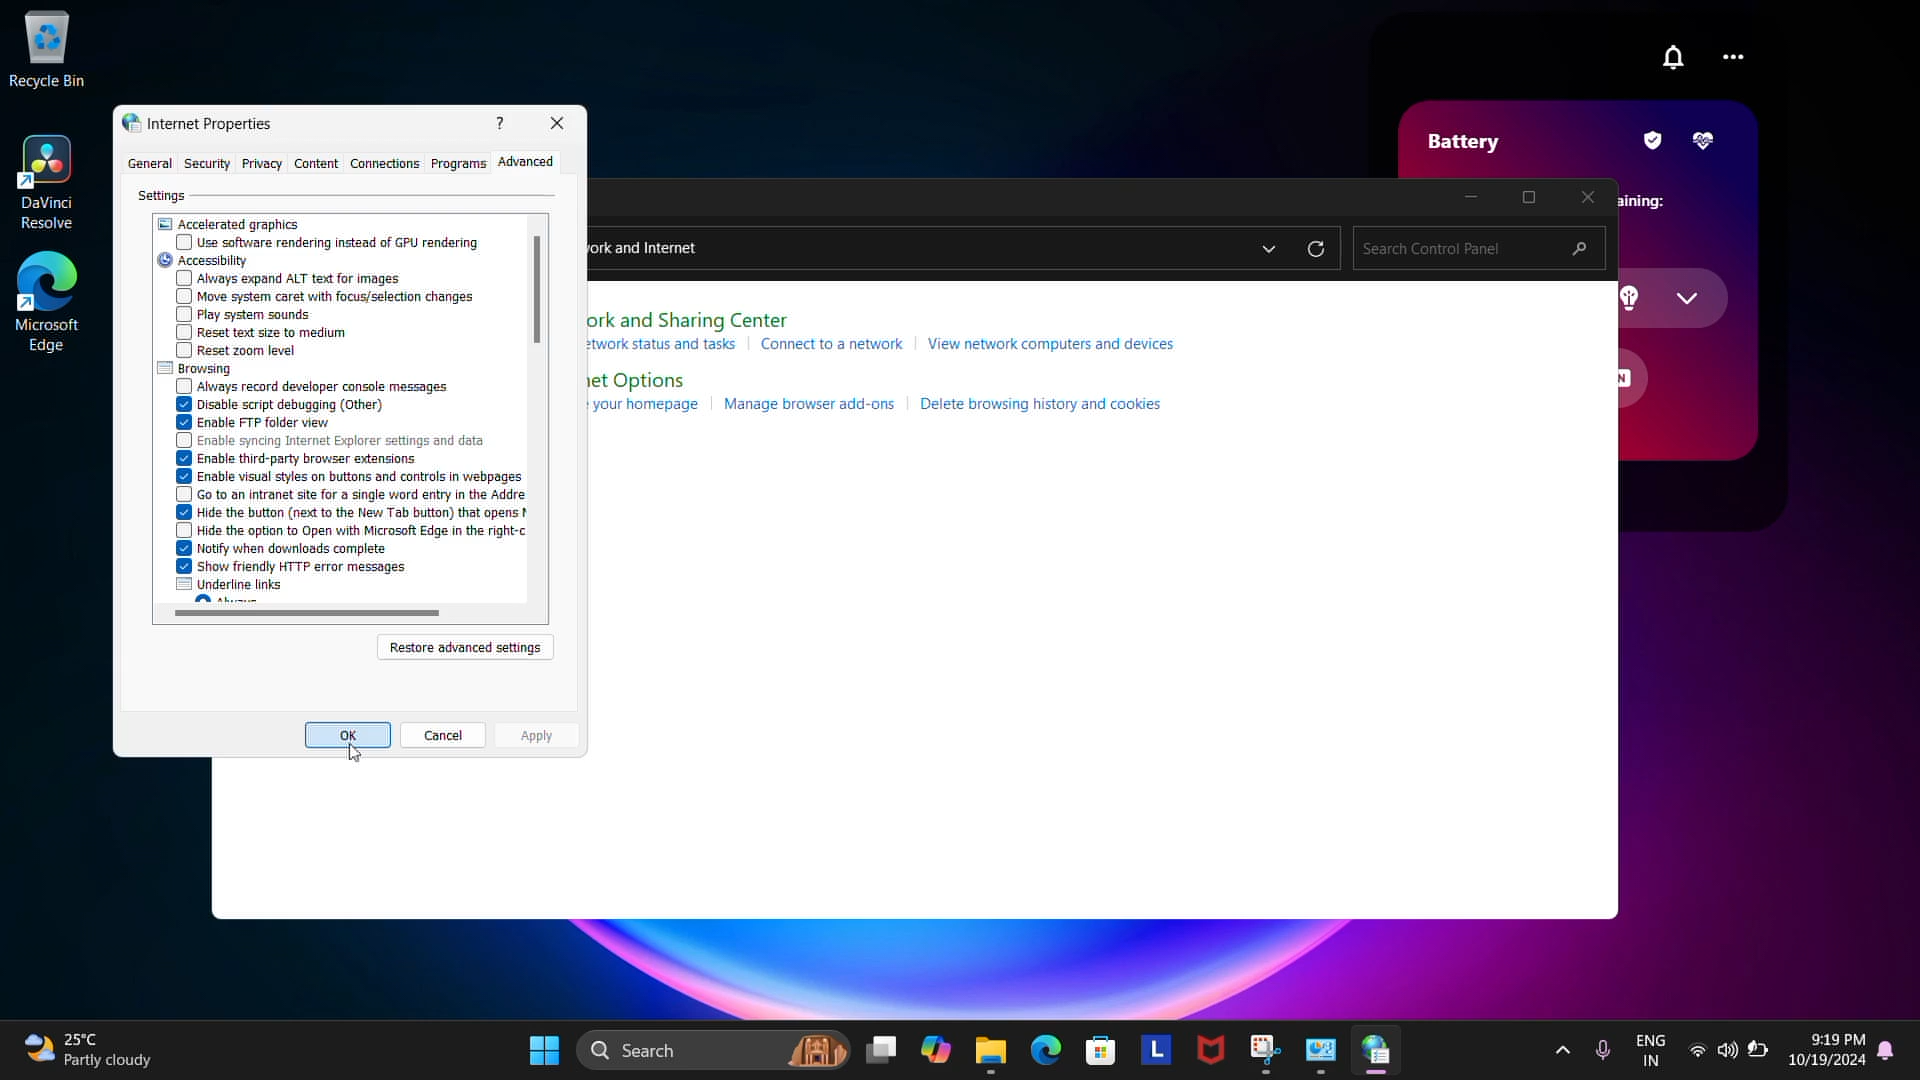 Recycle Bin
DaVinci
Resolve
Microsoft
Edge
Internet Properties
?
General Security Privacy Content Connections Programs Advanced
Settings
Accelerated graphics
Use software rendering instead of GPU rendering
Accessibility
Always expand ALT text for images
Move system caret with focus/selection changes
Play system sounds
Reset text size to medium
Reset zoom level
Browsing
Always record developer console messages
Disable script debugging (Other)
Enable FTP folder view
Enable syncing Internet Explorer settings and data
Enable third-party browser extensions
Enable visual styles on buttons and controls in webpages
Go to an intranet site for a single word entry in the Addre
Hide the button (next to the New Tab button) that opens
Hide the option to Open with Microsoft Edge in the right-c
Notify when downloads complete
Show friendly HTTP error messages
Underline links
Restore advanced settings
OK Cancel Apply
work and Internet
Search Control Panel
ork and Sharing Center
etwork status and tasks Connect to a network View network computers and devices
net Options
your homepage Manage browser add-ons Delete browsing history and cookies
Battery
aining:
N
25°C
Partly cloudy
Search
L
ENG
IN
9:19 PM
10/19/2024